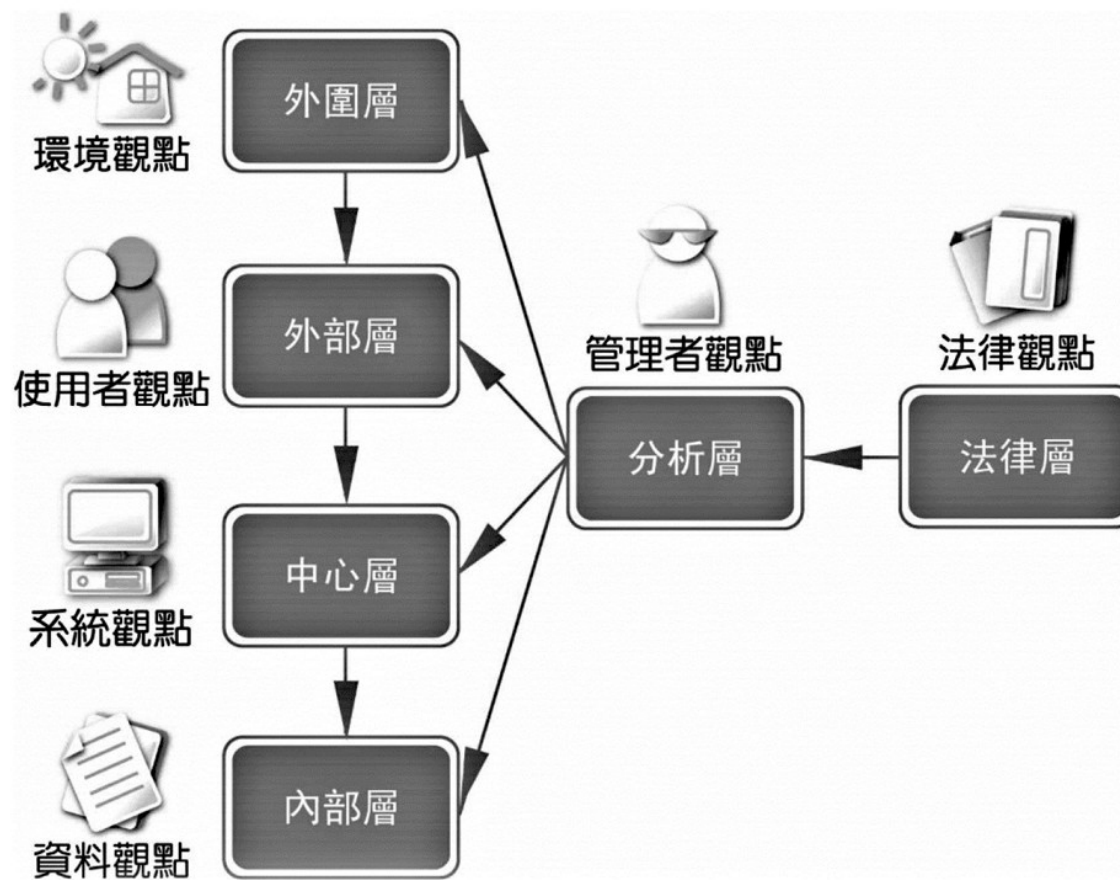 外圍層
環境觀點
外部層
使用者觀點
管理者觀點
法律觀點
分析層
法律層
中心層
系統觀點
內部層
資料觀點